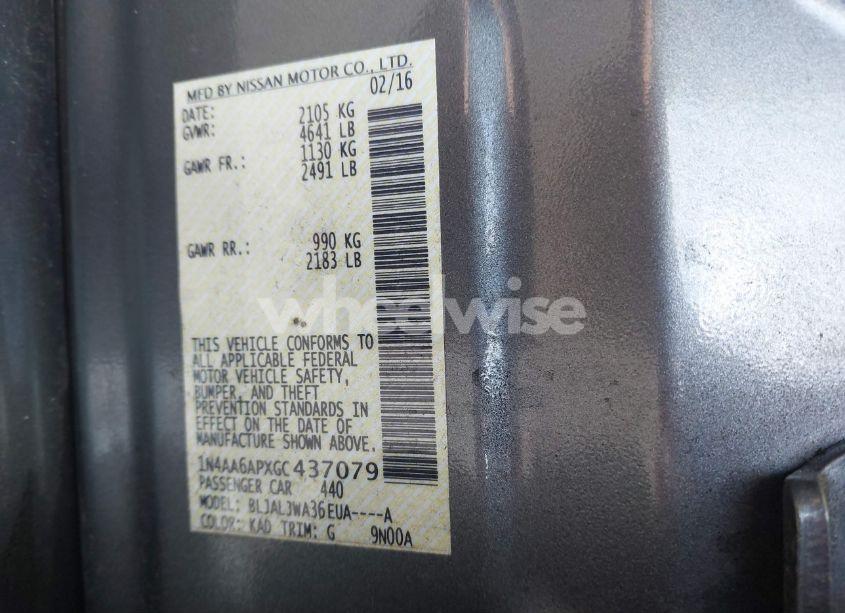 MFD BY NISSAN MOTOR CO., LTD.
DATE: 02/16
GVWR: 2105 KG
4641 LB
GAWR FR.: 1130 KG
2491 LB
GAWR RR.: 990 KG
2183 LB
wheelwise
THIS VEHICLE CONFORMS TO
ALL APPLICABLE FEDERAL
MOTOR VEHICLE SAFETY,
BUMPER, AND THEFT
PREVENTION STANDARDS IN
EFFECT ON THE DATE OF
MANUFACTURE SHOWN ABOVE.
1N4AA6APXGC437079
PASSENGER CAR 440
MODEL: BLJAL3WA36EUA----A
COLOR: KAD TRIM: G 9N00A